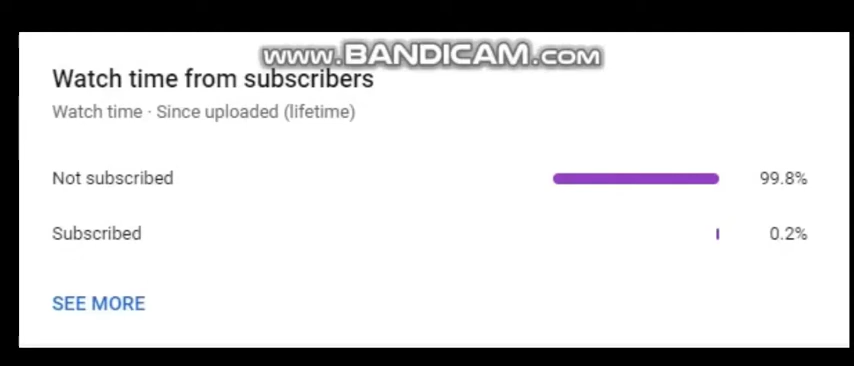 www.BANDICAM.com
Watch time from subscribers
Watch time · Since uploaded (lifetime)
Not subscribed 99.8%
Subscribed 0.2%
SEE MORE